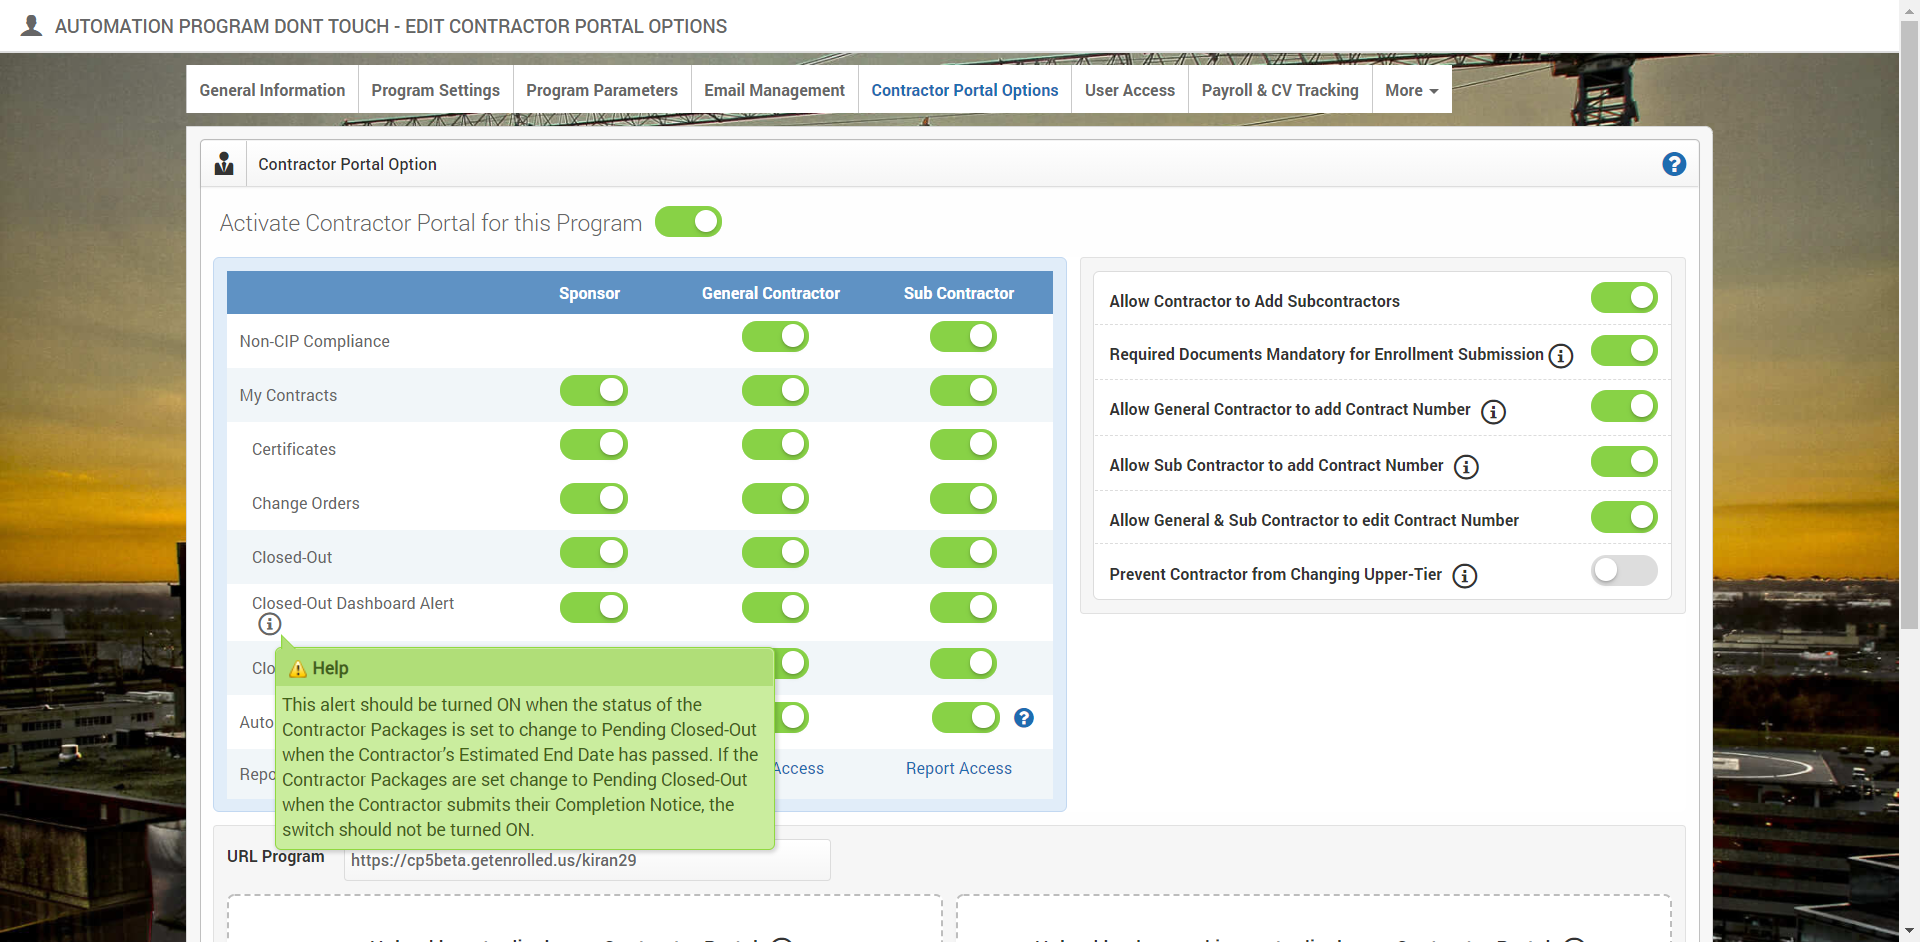 AUTOMATION PROGRAM DONT TOUCH - EDIT CONTRACTOR PORTAL OPTIONS
General Information Program Settings Program Parameters Email Management Contractor Portal Options User Access Payroll & CV Tracking More
Contractor Portal Option
Activate Contractor Portal for this Program
Sponsor General Contractor Sub Contractor
Non-CIP Compliance
My Contracts
Certificates
Change Orders
Closed-Out
Closed-Out Dashboard Alert
Clo
Auto
Repo Access Report Access
Help
This alert should be turned ON when the status of the
Contractor Packages is set to change to Pending Closed-Out
when the Contractor's Estimated End Date has passed. If the
Contractor Packages are set change to Pending Closed-Out
when the Contractor submits their Completion Notice, the
switch should not be turned ON.
Allow Contractor to Add Subcontractors
Required Documents Mandatory for Enrollment Submission
Allow General Contractor to add Contract Number
Allow Sub Contractor to add Contract Number
Allow General & Sub Contractor to edit Contract Number
Prevent Contractor from Changing Upper-Tier
URL Program https://cp5beta.getenrolled.us/kiran29